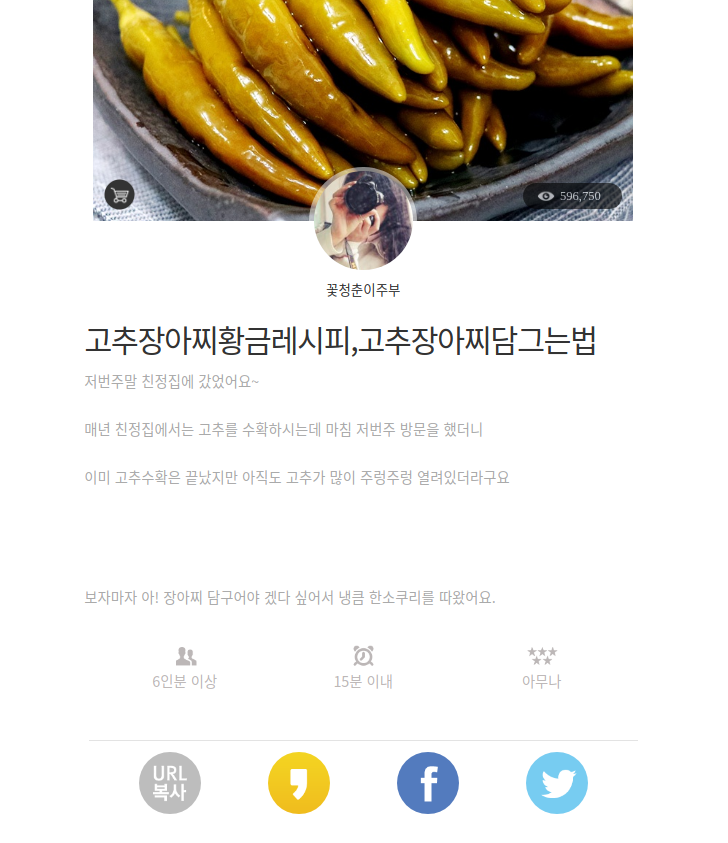 596,750
꽃청춘이주부
고추장아찌황금레시피,고추장아찌담그는법
저번주말 친정집에 갔었어요~
매년 친정집에서는 고추를 수확하시는데 마침 저번주 방문을 했더니
이미 고추수확은 끝났지만 아직도 고추가 많이 주렁주렁 열려있더라구요
보자마자 아! 장아찌 담구어야 겠다 싶어서 냉큼 한소쿠리를 따왔어요.
6인분 이상
15분 이내
아무나
URL
복사